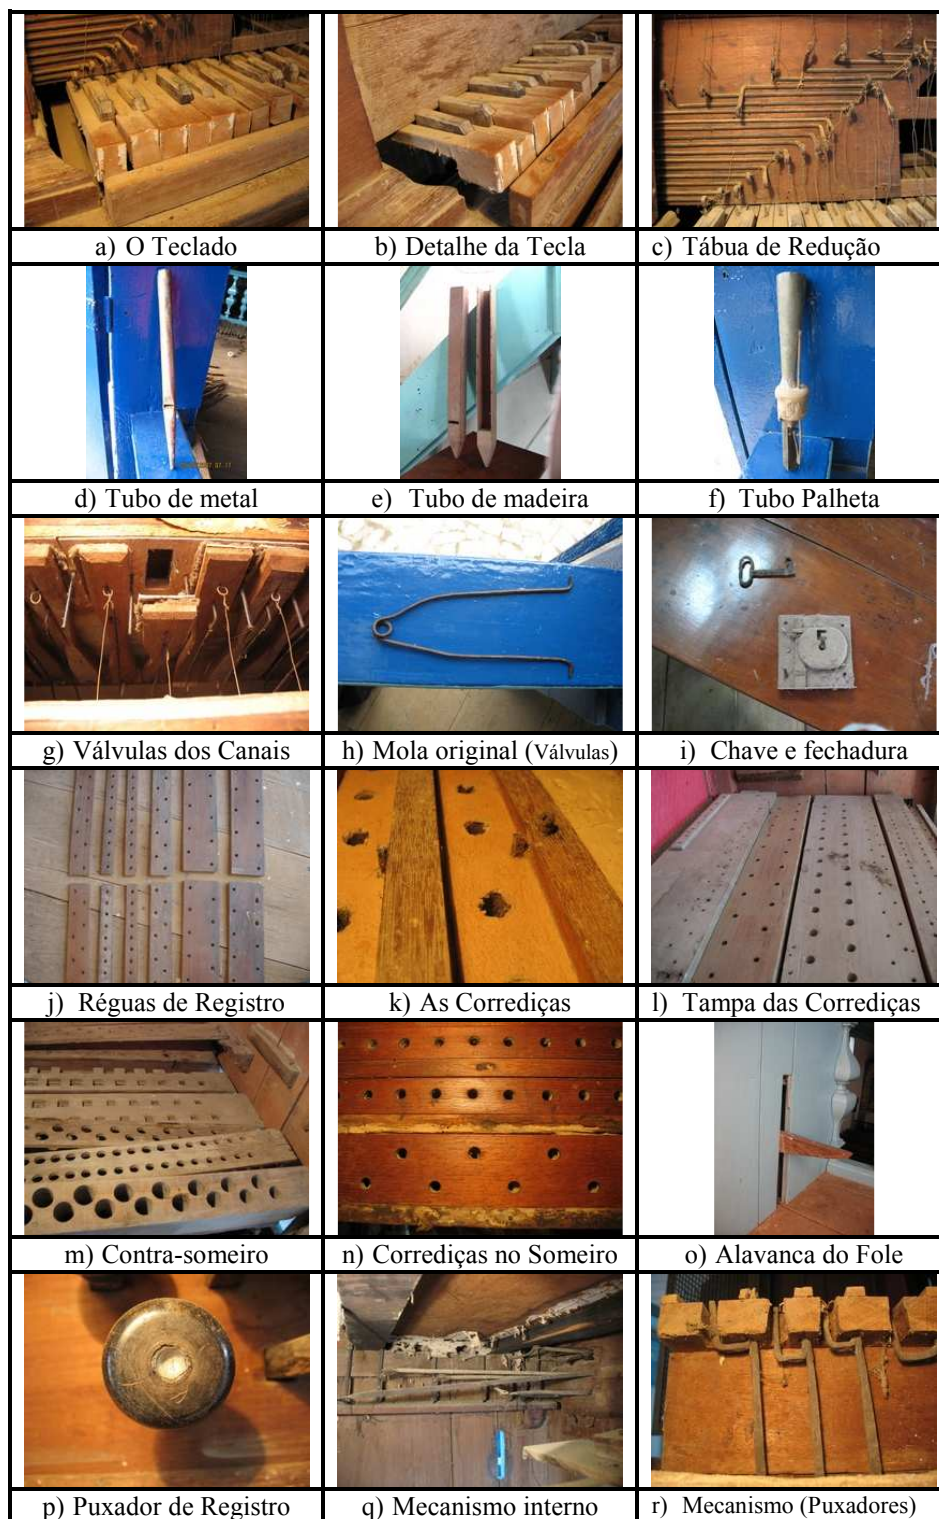 a) O Teclado
b) Detalhe da Tecla
c) Tábua de Redução
d) Tubo de metal
e) Tubo de madeira
f) Tubo Palheta
g) Válvulas dos Canais
h) Mola original (Válvulas)
i) Chave e fechadura
j) Réguas de Registro
k) As Corrediças
l) Tampa das Corrediças
m) Contra-someiro
n) Corrediças no Someiro
o) Alavanca do Fole
p) Puxador de Registro
q) Mecanismo interno
r) Mecanismo (Puxadores)